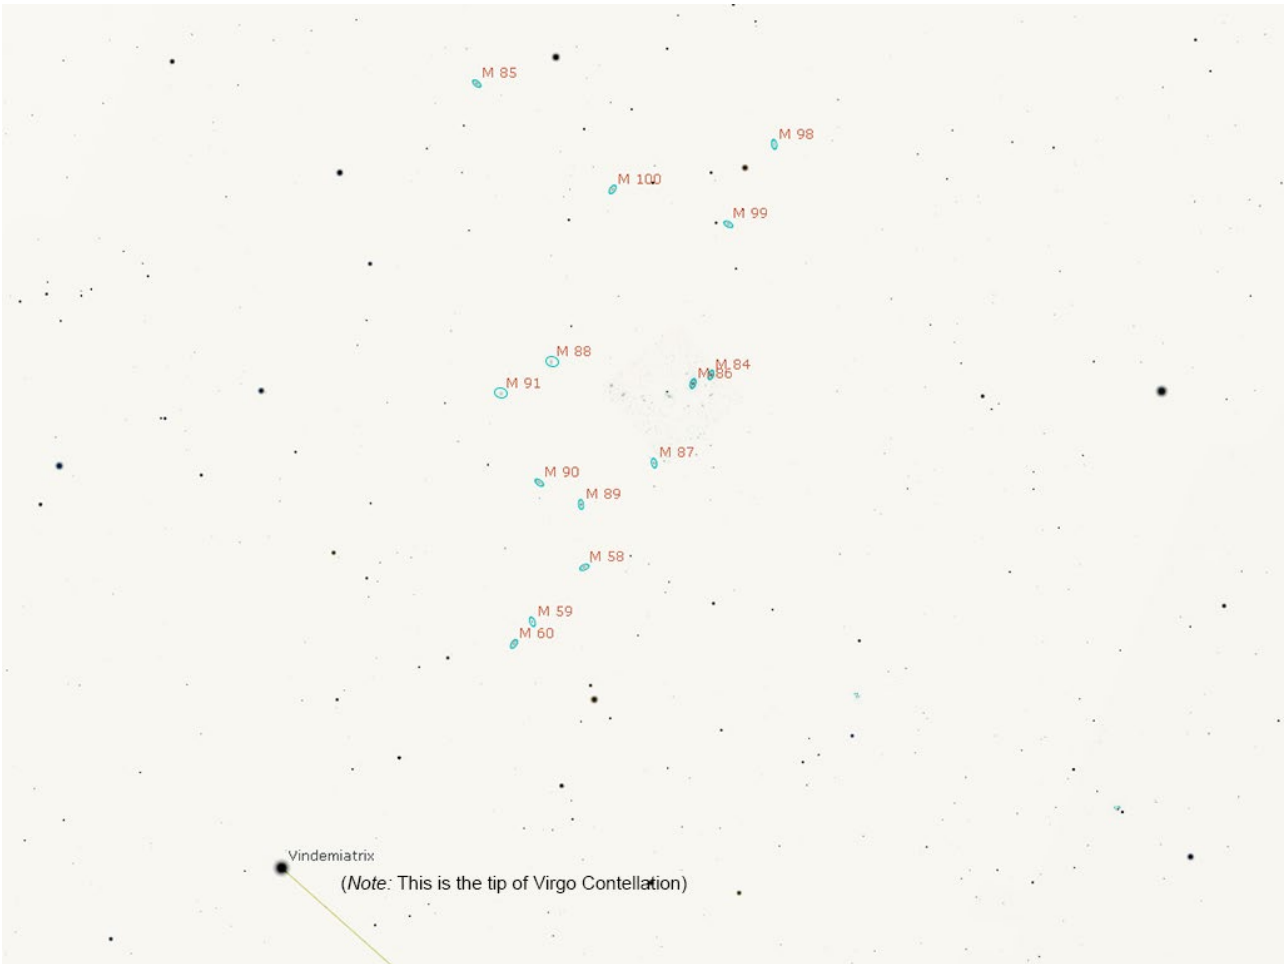 M 85
M 98
M 100
M 99
M 88
M 84
M 86
M 91
M 87
M 90
M 89
M 58
M 59
M 60
Vindemiatrix
(Note: This is the tip of Virgo Contellation)